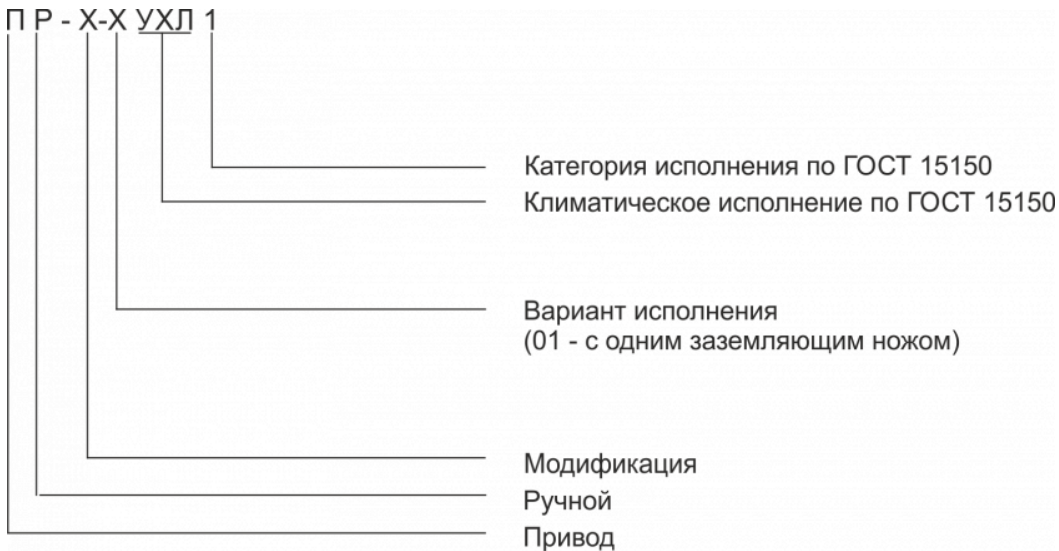 П Р - Х-Х УХЛ 1
Категория исполнения по ГОСТ 15150
Климатическое исполнение по ГОСТ 15150
Вариант исполнения
(01 - с одним заземляющим ножом)
Модификация
Ручной
Привод